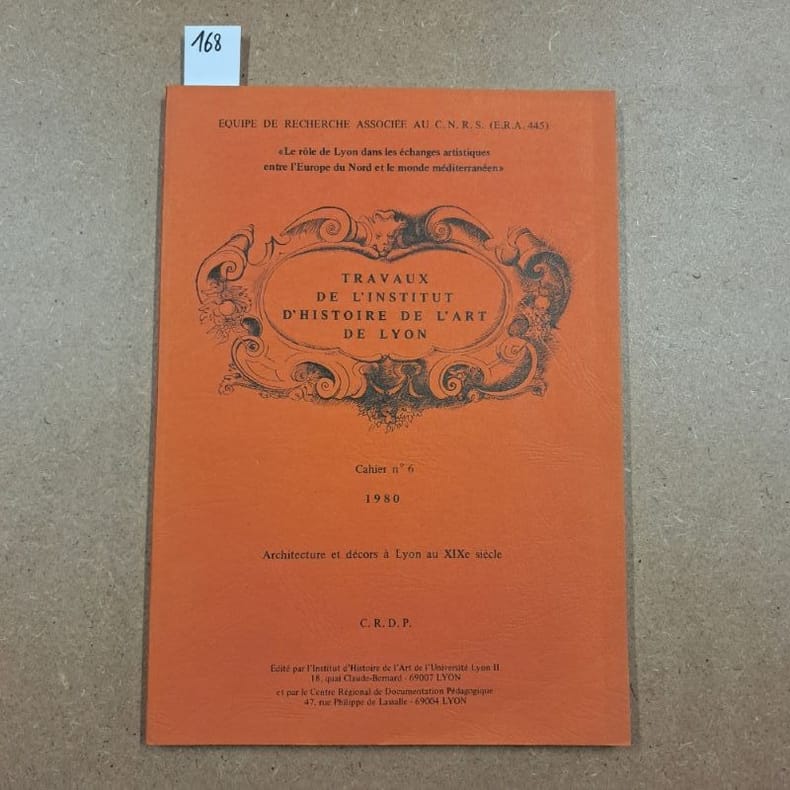 168
EQUIPE DE RECHERCHE ASSOCIÉE AU C.N.R.S. (E.R.A. 445)
«Le rôle de Lyon dans les échanges artistiques
entre l'Europe du Nord et le monde méditerranéen»
TRAVAUX
DE L'INSTITUT
D'HISTOIRE DE L'ART
DE LYON
Cahier n° 6
1980
Architecture et décors à Lyon au XIXe siècle
C.R.D.P.
Edité par l'Institut d'Histoire de l'Art de l'Université Lyon II
18, quai Claude-Bernard - 69007 LYON
et par le Centre Régional de Documentation Pédagogique
47, rue Philippe de Lassalle - 69004 LYON